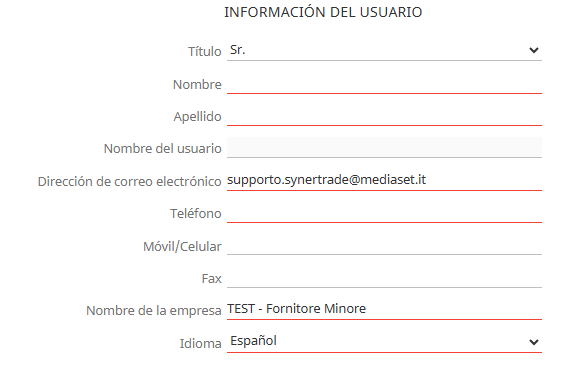 INFORMACIÓN DEL USUARIO
Título Sr.
Nombre
Apellido
Nombre del usuario
Dirección de correo electrónico supporto.synertrade@mediaset.it
Teléfono
Móvil/Celular
Fax
Nombre de la empresa TEST - Fornitore Minore
Idioma Español